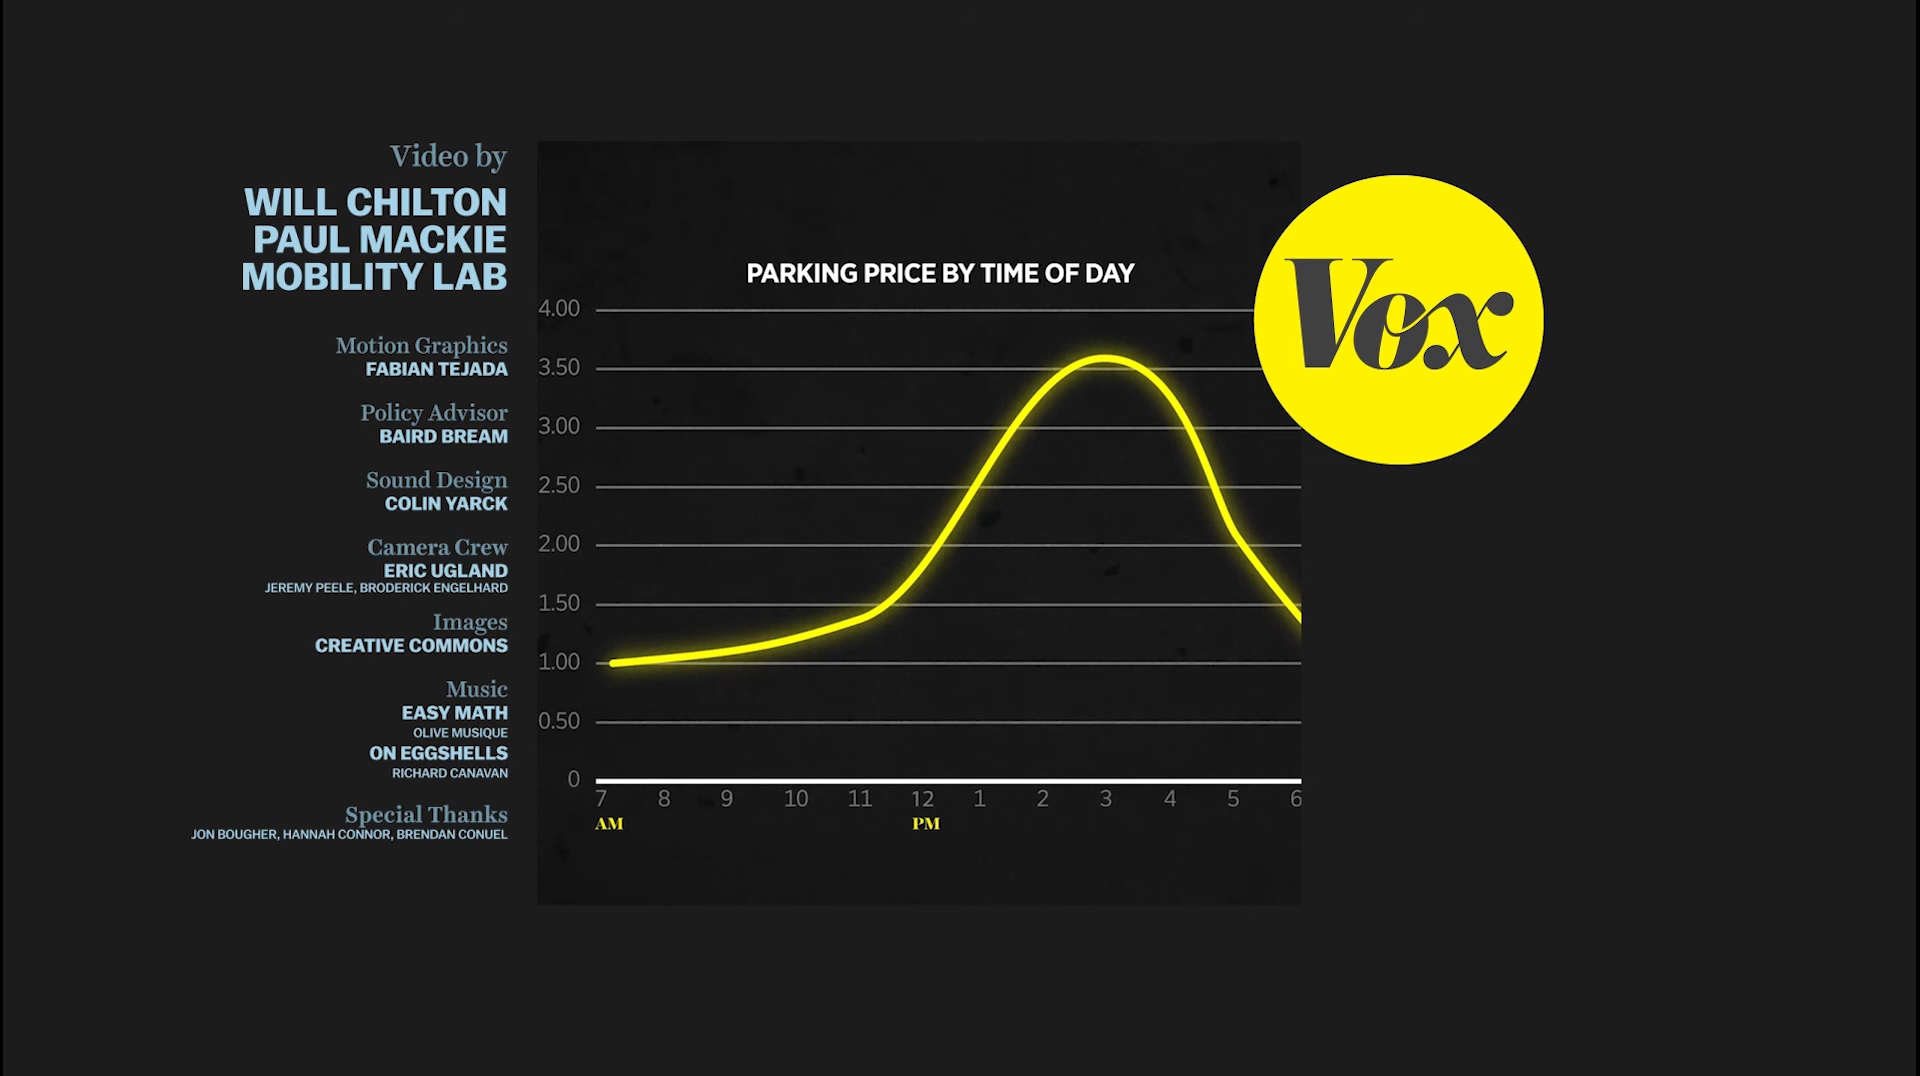 Video by
WILL CHILTON
PAUL MACKIE
MOBILITY LAB
Motion Graphics
FABIAN TEJADA
Policy Advisor
BAIRD BREAM
Sound Design
COLIN YARCK
Camera Crew
ERIC UGLAND
JEREMY PEELE, BRODERICK ENGELHARD
Images
CREATIVE COMMONS
Music
EASY MATH
OLIVE MUSIQUE
ON EGGSHELLS
RICHARD CANAVAN
Special Thanks
JON BOUGHER, HANNAH CONNOR, BRENDAN CONUEL
PARKING PRICE BY TIME OF DAY
4.00
3.50
3.00
2.50
2.00
1.50
1.00
0.50
0
7 8 9 10 11 12 1 2 3 4 5 6
AM PM
Vox